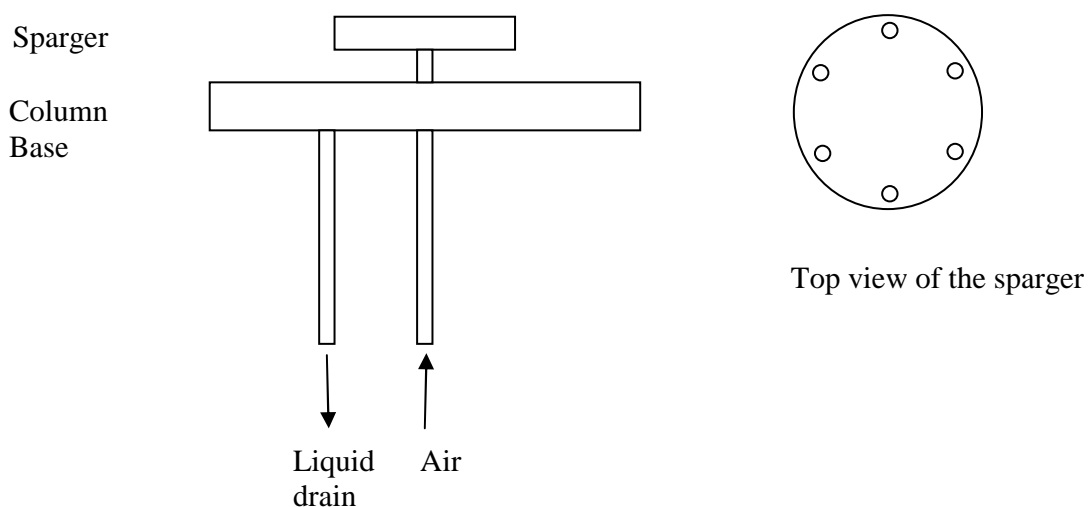 Sparger
Column
Base
Top view of the sparger
Liquid
drain
Air